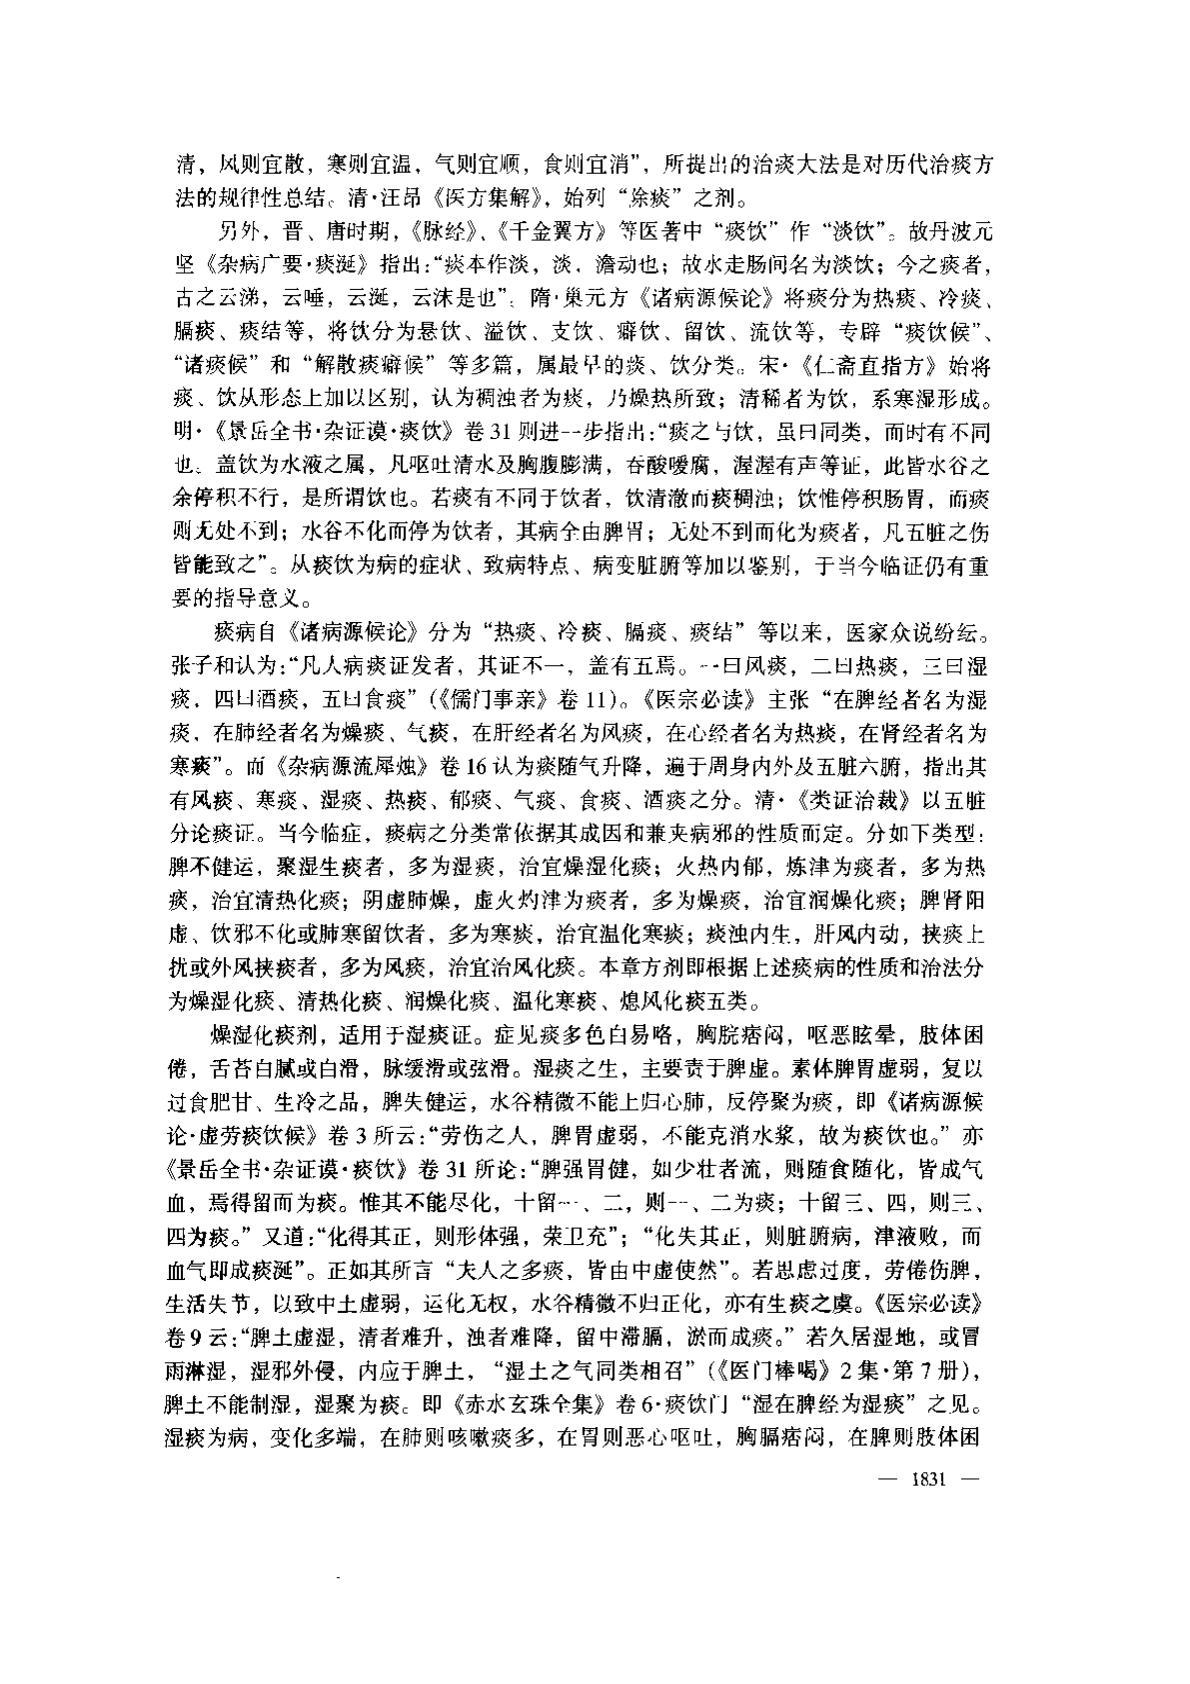 清，风则宜散，寒则宜温，气则宜顺，食则宜消”，所提出的治痰大法是对历代治痰方
法的规律性总结。清·汪昂《医方集解》，始列“除痰”之剂。
另外，晋、唐时期，《脉经》、《千金翼方》等医著中“痰饮”作“淡饮”。故丹波元
坚《杂病广要·痰涎》指出：“痰本作淡，淡，澹动也；故水走肠间名为淡饮；今之痰者，
古之云涕，云唾，云涎，云沫是也”。隋·巢元方《诸病源候论》将痰分为热痰、冷痰、
膈痰、痰结等，将饮分为悬饮、溢饮、支饮、癖饮、留饮、流饮等，专辟“痰饮候”、
“诸痰候”和“解散痰癖候”等多篇，属最早的痰、饮分类。宋·《仁斋直指方》始将
痰、饮从形态上加以区别，认为稠浊者为痰，乃燥热所致；清稀者为饮，系寒湿形成。
明·《景岳全书·杂证谟·痰饮》卷31则进一步指出：“痰之与饮，虽曰同类，而时有不同
也。盖饮为水液之属，凡呕吐清水及胸腹膨满，吞酸嗳腐，渥渥有声等证，此皆水谷之
余停积不行，是所谓饮也。若痰有不同于饮者，饮清澈而痰稠浊；饮惟停积肠胃，而痰
则无处不到；水谷不化而停为饮者，其病全由脾胃；无处不到而化为痰者，凡五脏之伤
皆能致之”。从痰饮为病的症状、致病特点、病变脏腑等加以鉴别，于当今临证仍有重
要的指导意义。
痰病自《诸病源候论》分为“热痰、冷痰、膈痰、痰结”等以来，医家众说纷纭。
张子和认为：“凡人病痰证发者，其证不一，盖有五焉。一曰风痰，二曰热痰，三曰湿
痰，四曰酒痰，五曰食痰”（《儒门事亲》卷11）。《医宗必读》主张“在脾经者名为湿
痰，在肺经者名为燥痰、气痰，在肝经者名为风痰，在心经者名为热痰，在肾经者名为
寒痰”。而《杂病源流犀烛》卷16认为痰随气升降，遍于周身内外及五脏六腑，指出其
有风痰、寒痰、湿痰、热痰、郁痰、气痰、食痰、酒痰之分。清·《类证治裁》以五脏
分论痰证。当今临症，痰病之分类常依据其成因和兼夹病邪的性质而定。分如下类型：
脾不健运，聚湿生痰者，多为湿痰，治宜燥湿化痰；火热内郁，炼津为痰者，多为热
痰，治宜清热化痰；阴虚肺燥，虚火灼津为痰者，多为燥痰，治宜润燥化痰；脾肾阳
虚、饮邪不化或肺寒留饮者，多为寒痰，治宜温化寒痰；痰浊内生，肝风内动，挟痰上
扰或外风挟痰者，多为风痰，治宜治风化痰。本章方剂即根据上述痰病的性质和治法分
为燥湿化痰、清热化痰、润燥化痰、温化寒痰、熄风化痰五类。
燥湿化痰剂，适用于湿痰证。症见痰多色白易咯，胸脘痞闷，呕恶眩晕，肢体困
倦，舌苔白腻或白滑，脉缓滑或弦滑。湿痰之生，主要责于脾虚。素体脾胃虚弱，复以
过食肥甘、生冷之品，脾失健运，水谷精微不能上归心肺，反停聚为痰，即《诸病源候
论·虚劳痰饮候》卷3所云：“劳伤之人，脾胃虚弱，不能克消水浆，故为痰饮也。”亦
《景岳全书·杂证谟·痰饮》卷31所论：“脾强胃健，如少壮者流，则随食随化，皆成气
血，焉得留而为痰。惟其不能尽化，十留一、二，则一、二为痰；十留三、四，则三、
四为痰。”又道：“化得其正，则形体强，荣卫充”；“化失其正，则脏腑病，津液败，而
血气即成痰涎”。正如其所言“夫人之多痰，皆由中虚使然”。若思虑过度，劳倦伤脾，
生活失节，以致中土虚弱，运化无权，水谷精微不归正化，亦有生痰之虞。《医宗必读》
卷9云：“脾土虚湿，清者难升，浊者难降，留中滞膈，淤而成痰。”若久居湿地，或冒
雨淋湿，湿邪外侵，内应于脾土，“湿土之气同类相召”（《医门棒喝》2集·第7册），
脾土不能制湿，湿聚为痰。即《赤水玄珠全集》卷6·痰饮门“湿在脾经为湿痰”之见。
湿痰为病，变化多端，在肺则咳嗽痰多，在胃则恶心呕吐，胸膈痞闷，在脾则肢体困
— 1831 —